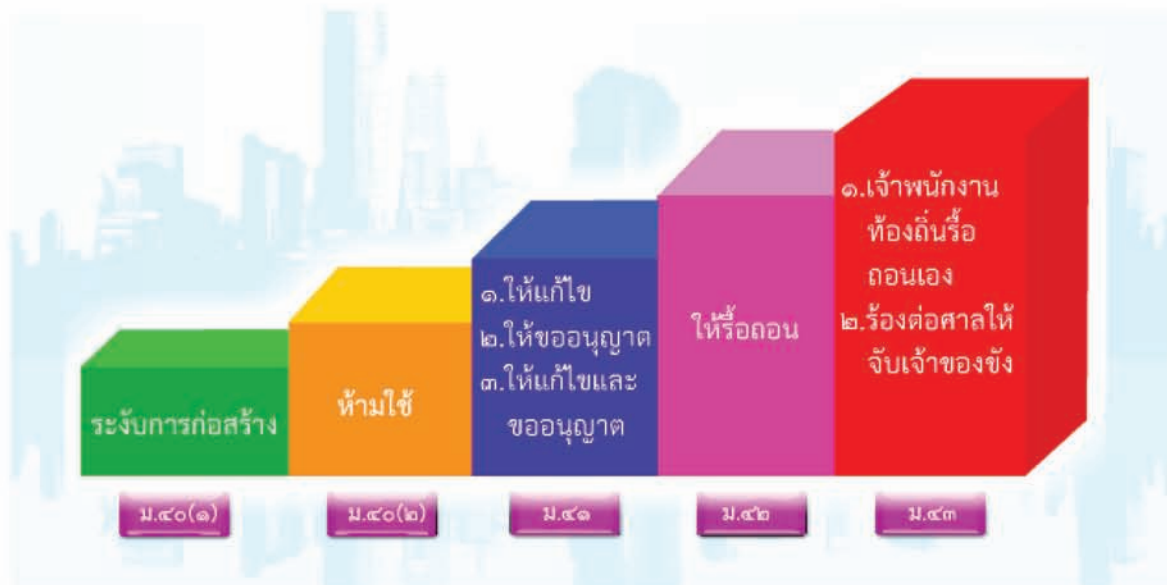 ระงับการก่อสร้าง
ห้ามใช้
๑.ให้แก้ไข
๒.ให้ขออนุญาต
๓.ให้แก้ไขและ
ขออนุญาต
ให้รื้อถอน
๑.เจ้าพนักงาน
ท้องถิ่นรื้อ
ถอนเอง
๒.ร้องต่อศาลให้
จับเจ้าของขัง
ม.๔๐(๑)
ม.๔๐(๒)
ม.๔๑
ม.๔๒
ม.๔๓